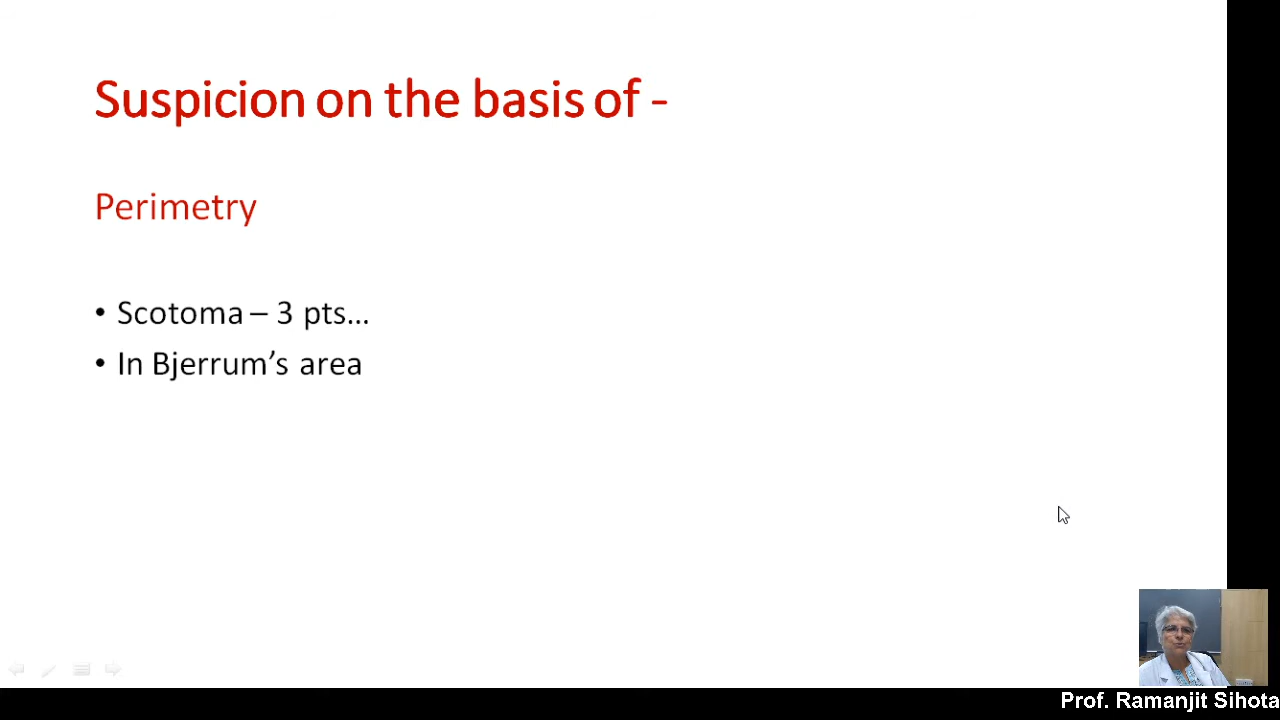 Suspicion on the basis of -
Perimetry
• Scotoma – 3 pts...
• In Bjerrum’s area
Prof. Ramanjit Sihota